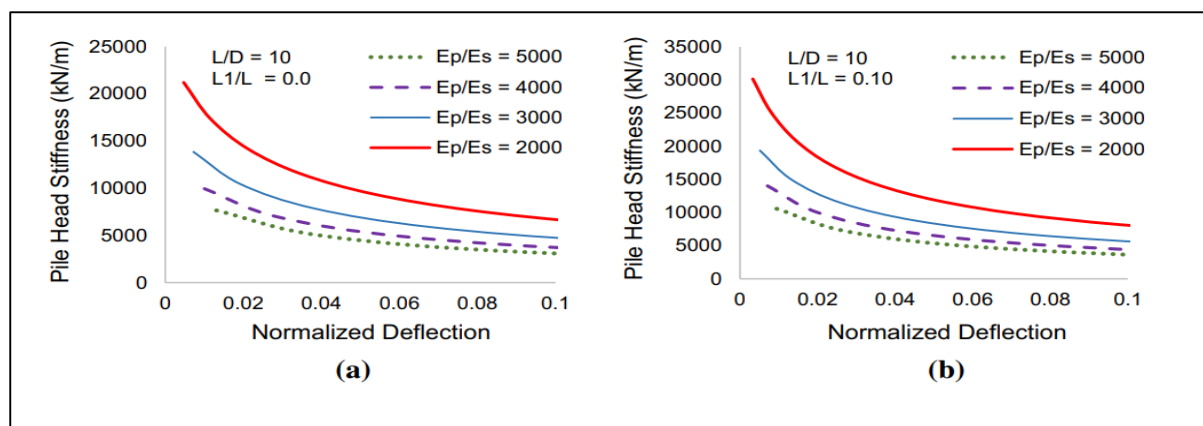 25000
20000
15000
10000
5000
0
Pile Head Stiffness (kN/m)
L/D = 10
L1/L = 0.0
Ep/Es = 5000
Ep/Es = 4000
Ep/Es = 3000
Ep/Es = 2000
0 0.02 0.04 0.06 0.08 0.1
Normalized Deflection
(a)
35000
30000
25000
20000
15000
10000
5000
0
Pile Head Stiffness (kN/m)
L/D = 10
L1/L = 0.10
Ep/Es = 5000
Ep/Es = 4000
Ep/Es = 3000
Ep/Es = 2000
0 0.02 0.04 0.06 0.08 0.1
Normalized Deflection
(b)